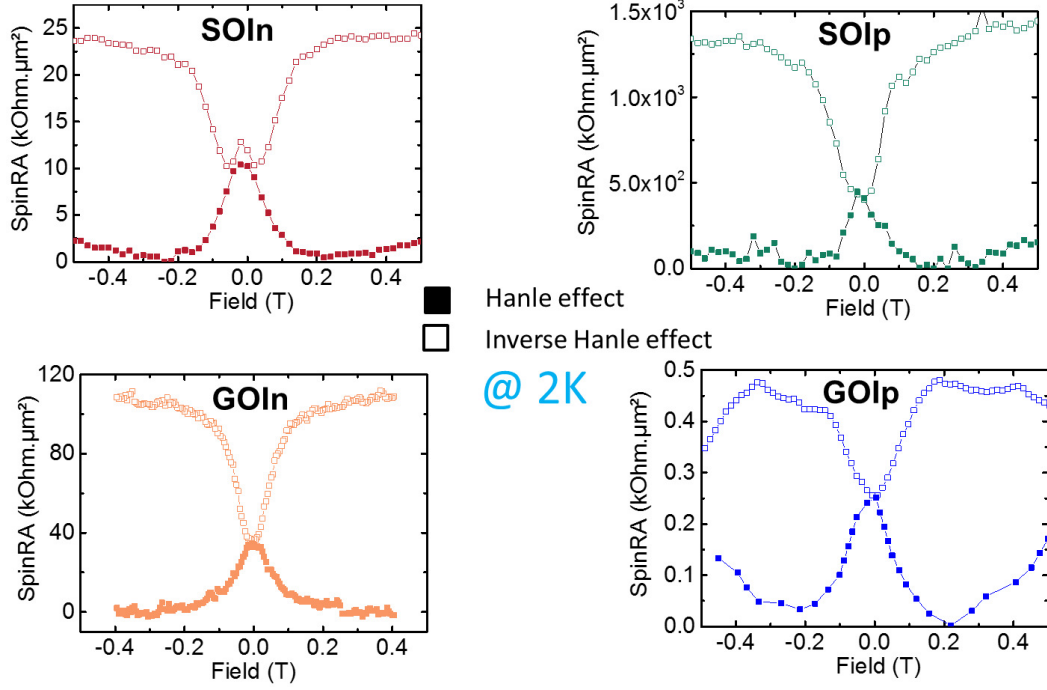 SOIn
SpinRA (kOhm.µm²)
25
20
15
10
5
0
-0.4 -0.2 0.0 0.2 0.4
Field (T)
SOIp
SpinRA (kOhm.µm²)
1.5x10³
1.0x10³
5.0x10²
0.0
-0.4 -0.2 0.0 0.2 0.4
Field (T)
Hanle effect
Inverse Hanle effect
@ 2K
GOIn
SpinRA (kOhm.µm²)
120
80
40
0
-0.4 -0.2 0.0 0.2 0.4
Field (T)
GOIp
SpinRA (kOhm.µm²)
0.5
0.4
0.3
0.2
0.1
0.0
-0.4 -0.2 0.0 0.2 0.4
Field (T)